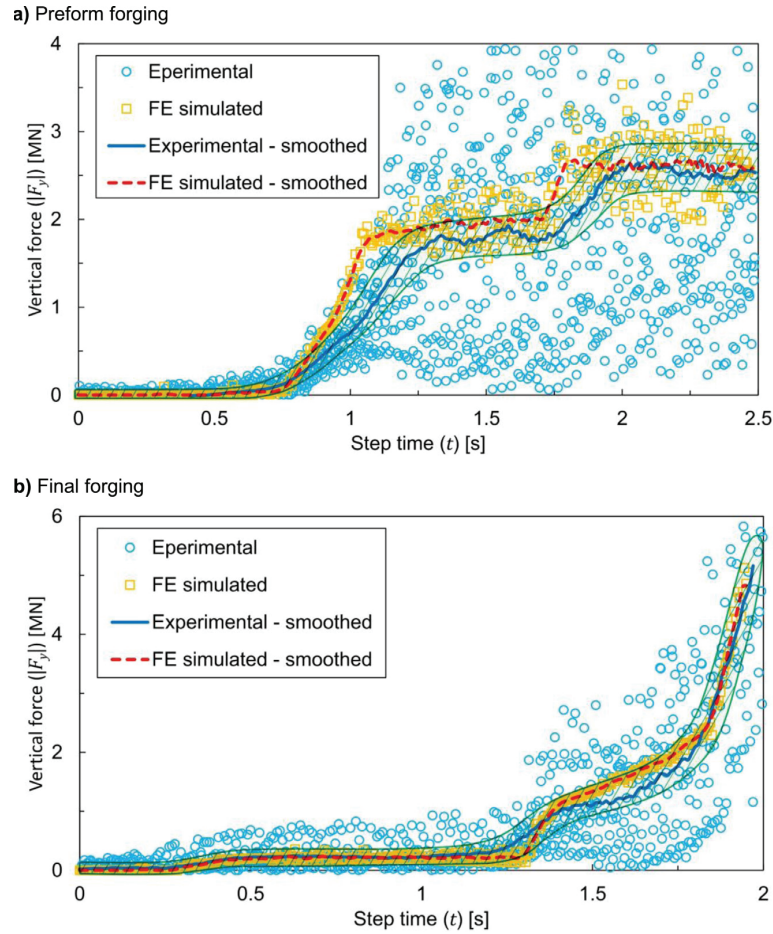 a) Preform forging
4
3
2
1
0
Vertical force (|F_y|) [MN]
Eperimental
FE simulated
Experimental - smoothed
FE simulated - smoothed
0 0.5 1 1.5 2 2.5
Step time (t) [s]
b) Final forging
6
4
2
0
Vertical force (|F_y|) [MN]
Eperimental
FE simulated
Experimental - smoothed
FE simulated - smoothed
0 0.5 1 1.5 2
Step time (t) [s]